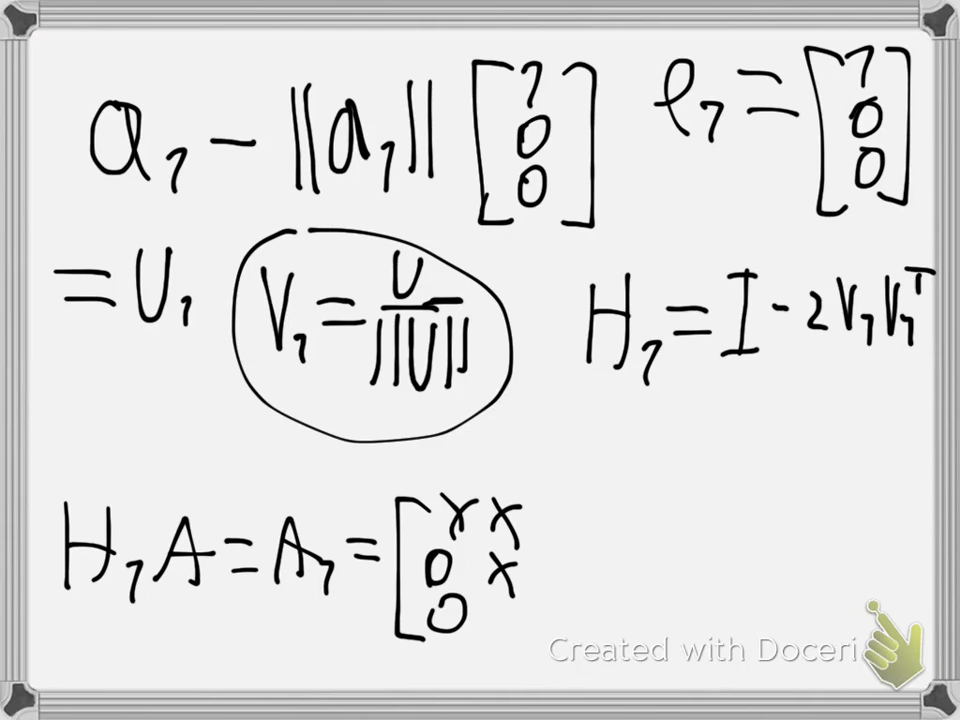 a₁ - ||a₁|| [1 0 0] e₁ = [1 0 0]
= U₁ V₁ = U / ||U|| H₁ = I - 2V₁V₁ᵀ
H₁A = A₁ = [x x 0 x 0
Created with Doceri